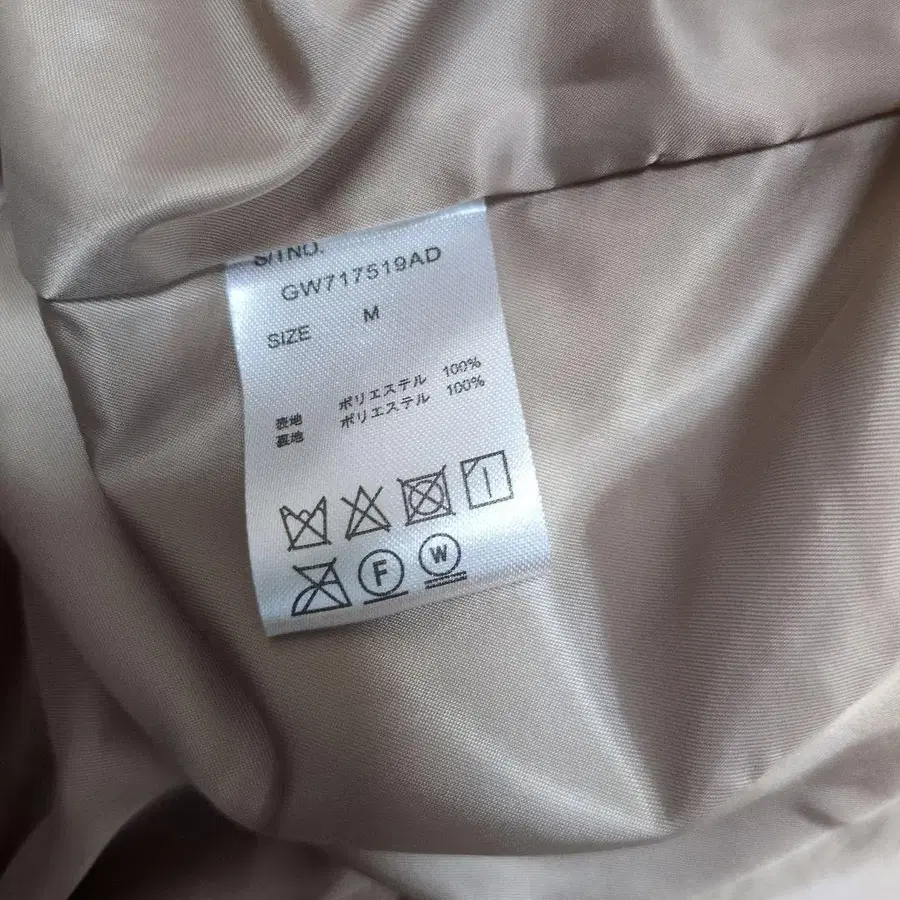 S/TNO.
GW717519AD
SIZE M
表地 ポリエステル 100%
裏地 ポリエステル 100%
F W